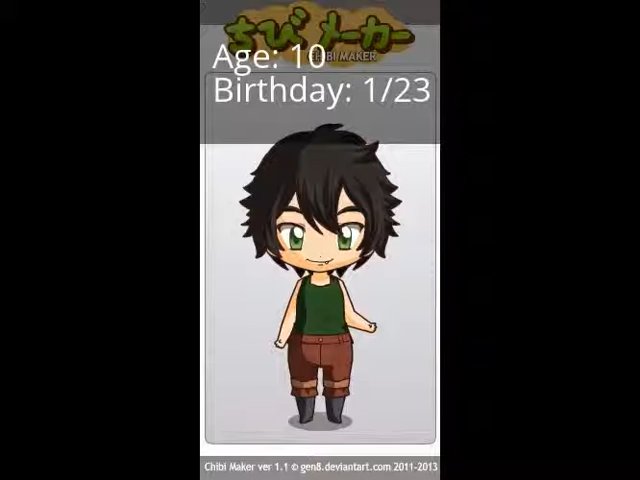 ちび メーカー
CHIBI MAKER
Age: 10
Birthday: 1/23
Chibi Maker ver 1.1 © gen8.deviantart.com 2011-2013